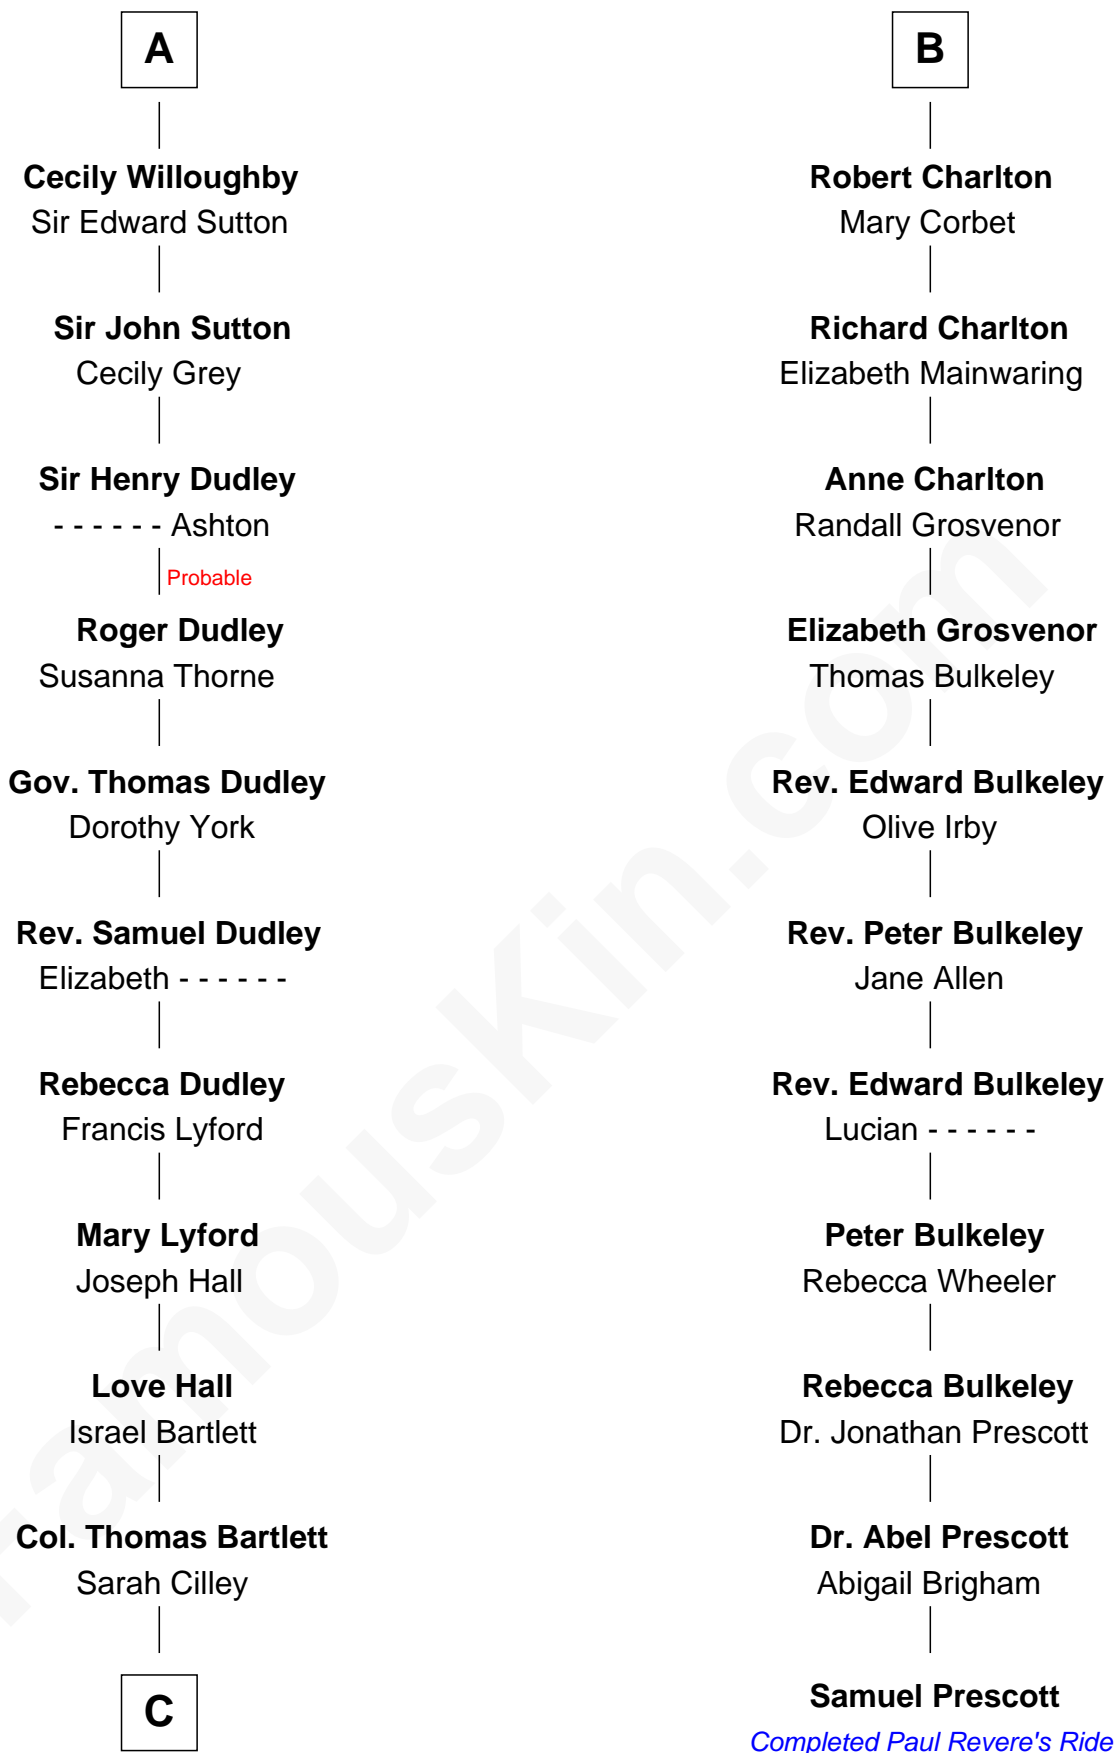 A
Cecily Willoughby
Sir Edward Sutton
Sir John Sutton
Cecily Grey
Sir Henry Dudley
- - - - - - Ashton
Probable
Roger Dudley
Susanna Thorne
Gov. Thomas Dudley
Dorothy York
Rev. Samuel Dudley
Elizabeth - - - - - -
Rebecca Dudley
Francis Lyford
Mary Lyford
Joseph Hall
Love Hall
Israel Bartlett
Col. Thomas Bartlett
Sarah Cilley
C
B
Robert Charlton
Mary Corbet
Richard Charlton
Elizabeth Mainwaring
Anne Charlton
Randall Grosvenor
Elizabeth Grosvenor
Thomas Bulkeley
Rev. Edward Bulkeley
Olive Irby
Rev. Peter Bulkeley
Jane Allen
Rev. Edward Bulkeley
Lucian - - - - - -
Peter Bulkeley
Rebecca Wheeler
Rebecca Bulkeley
Dr. Jonathan Prescott
Dr. Abel Prescott
Abigail Brigham
Samuel Prescott
Completed Paul Revere's Ride
FamousKin.com